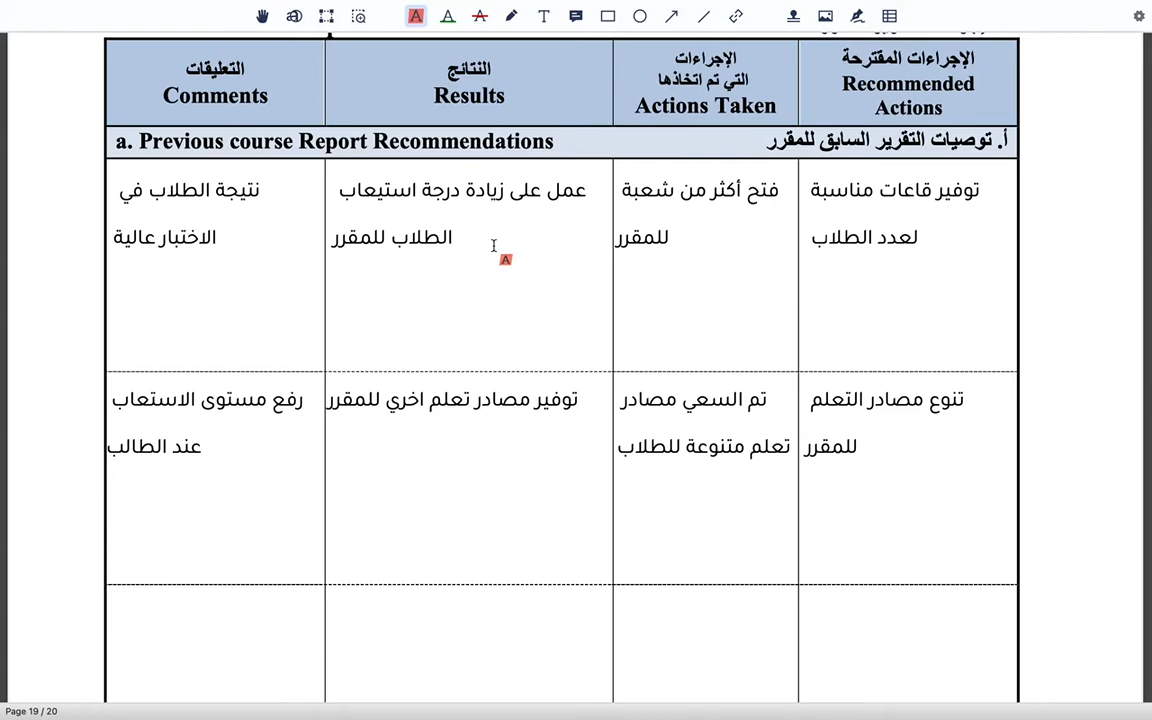 الإجراءات المقترحة
Recommended
Actions
الإجراءات
التي تم اتخاذها
Actions Taken
النتائج
Results
التعليقات
Comments
أ. توصيات التقرير السابق للمقرر
a. Previous course Report Recommendations
توفير قاعات مناسبة
لعدد الطلاب
فتح أكثر من شعبة
للمقرر
عمل على زيادة درجة استيعاب
الطلاب للمقرر
نتيجة الطلاب في
الاختبار عالية
تنوع مصادر التعلم
للمقرر
تم السعي مصادر
تعلم متنوعة للطلاب
توفير مصادر تعلم اخري للمقرر
رفع مستوى الاستعاب
عند الطالب
Page 19 / 20